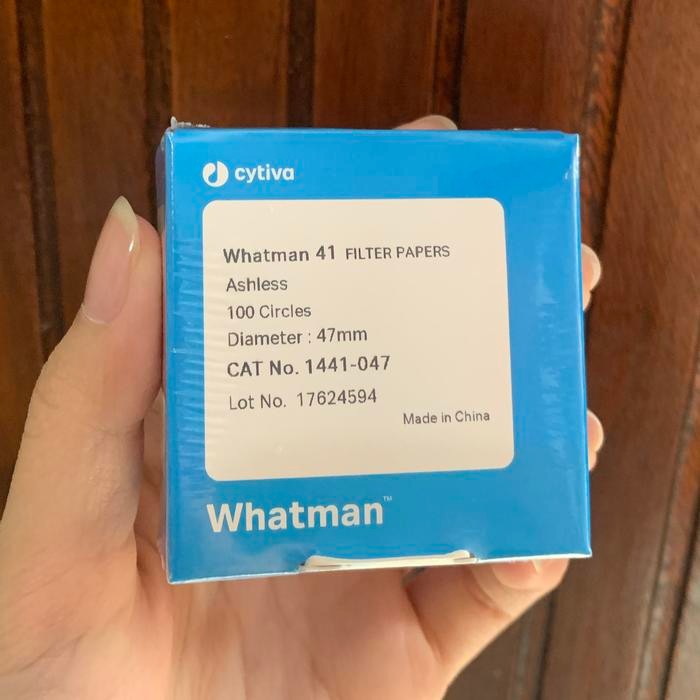 cytiva
Whatman 41 FILTER PAPERS
Ashless
100 Circles
Diameter : 47mm
CAT No. 1441-047
Lot No. 17624594
Made in China
Whatman™